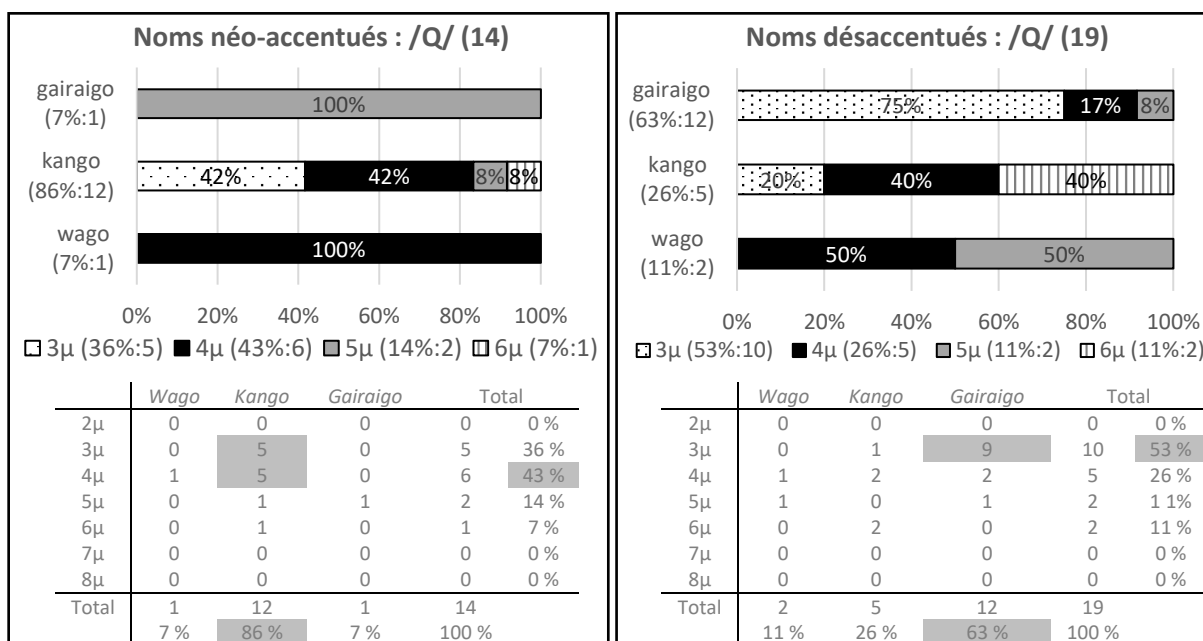 Noms néo-accentués : /Q/ (14)
gairaigo
(7%:1)
100%
kango
(86%:12)
42% 42% 8% 8%
wago
(7%:1)
100%
0% 20% 40% 60% 80% 100%
3μ (36%:5) 4μ (43%:6) 5μ (14%:2) 6μ (7%:1)
Wago Kango Gairaigo Total
2μ 0 0 0 0 0 %
3μ 0 5 0 5 36 %
4μ 1 5 0 6 43 %
5μ 0 1 1 2 14 %
6μ 0 1 0 1 7 %
7μ 0 0 0 0 0 %
8μ 0 0 0 0 0 %
Total 1 12 1 14
7 % 86 % 7 % 100 %
Noms désaccentués : /Q/ (19)
gairaigo
(63%:12)
75% 17% 8%
kango
(26%:5)
20% 40% 40%
wago
(11%:2)
50% 50%
0% 20% 40% 60% 80% 100%
3μ (53%:10) 4μ (26%:5) 5μ (11%:2) 6μ (11%:2)
Wago Kango Gairaigo Total
2μ 0 0 0 0 0 %
3μ 0 1 9 10 53 %
4μ 1 2 2 5 26 %
5μ 1 0 1 2 1 1%
6μ 0 2 0 2 11 %
7μ 0 0 0 0 0 %
8μ 0 0 0 0 0 %
Total 2 5 12 19
11 % 26 % 63 % 100 %